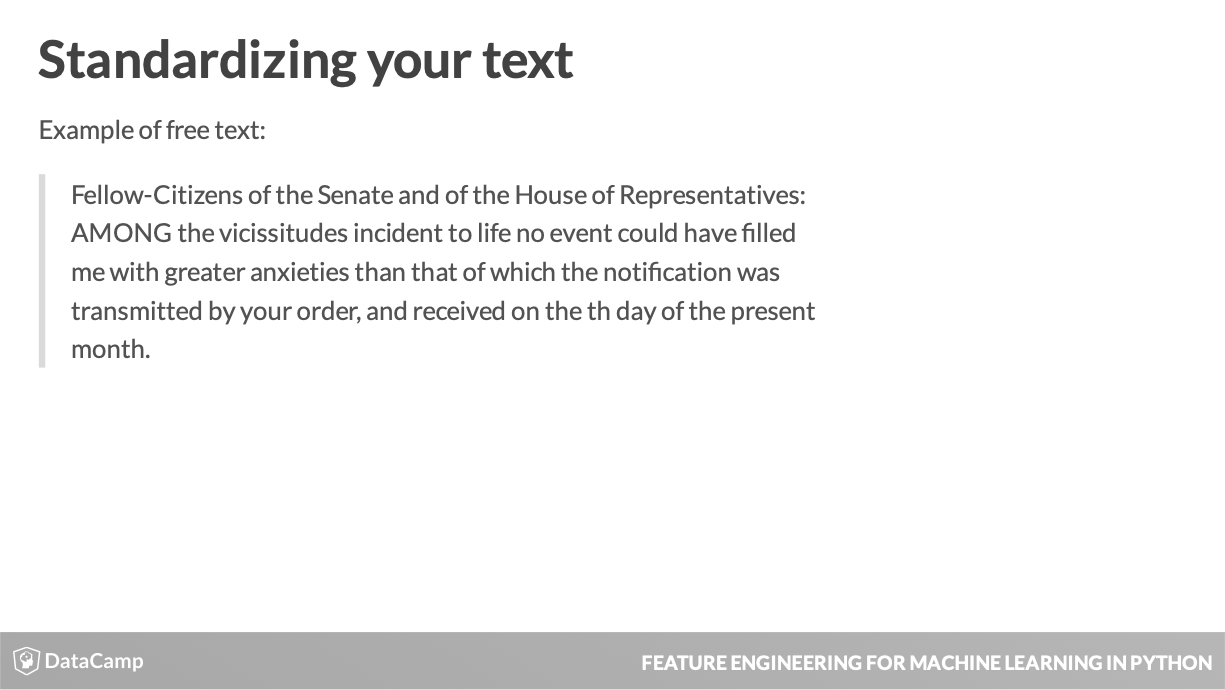 Standardizing your text
Example of free text:
Fellow-Citizens of the Senate and of the House of Representatives:
AMONG the vicissitudes incident to life no event could have filled
me with greater anxieties than that of which the notification was
transmitted by your order, and received on the th day of the present
month.
DataCamp
FEATURE ENGINEERING FOR MACHINE LEARNING IN PYTHON